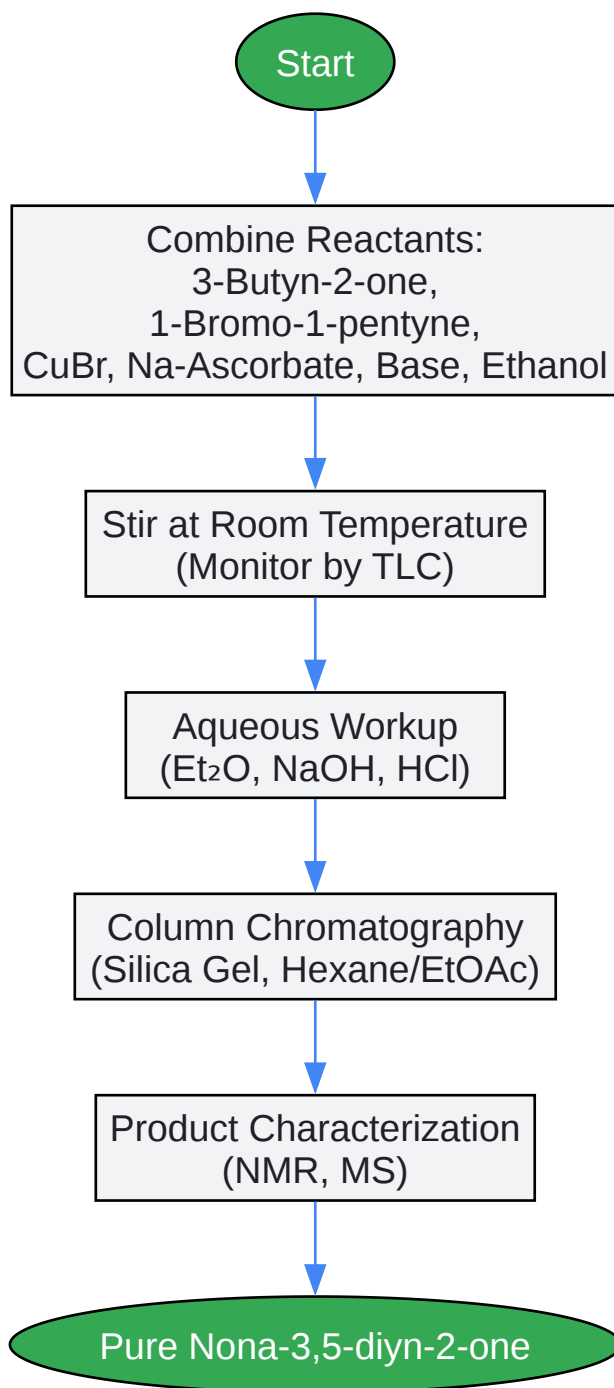 Start
Combine Reactants:
3-Butyn-2-one,
1-Bromo-1-pentyne,
CuBr, Na-Ascorbate, Base, Ethanol
Stir at Room Temperature
(Monitor by TLC)
Aqueous Workup
(Et₂O, NaOH, HCl)
Column Chromatography
(Silica Gel, Hexane/EtOAc)
Product Characterization
(NMR, MS)
Pure Nona-3,5-diyn-2-one